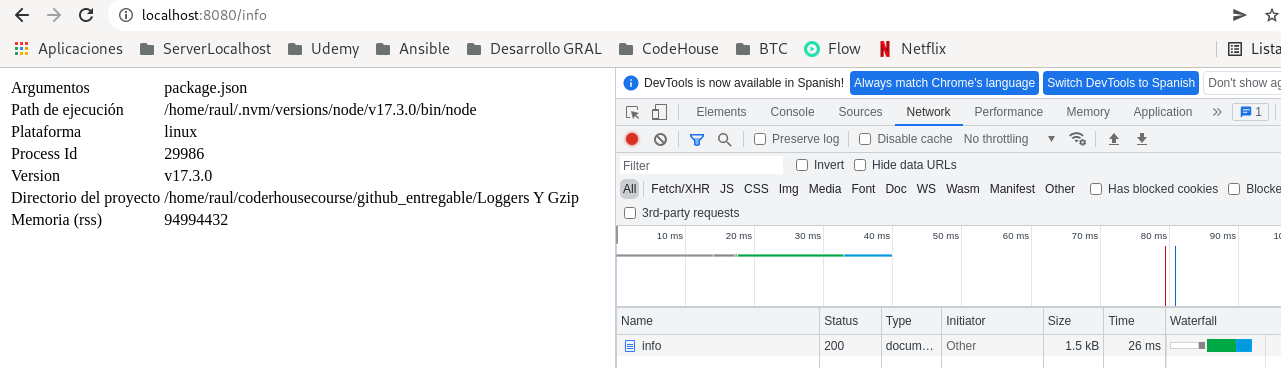 localhost:8080/info
Aplicaciones ServerLocalhost Udemy Ansible Desarrollo GRAL CodeHouse BTC Flow Netflix Lista
Argumentos package.json
Path de ejecución /home/raul/.nvm/versions/node/v17.3.0/bin/node
Plataforma linux
Process Id 29986
Version v17.3.0
Directorio del proyecto /home/raul/coderhousecourse/github_entregable/Loggers Y Gzip
Memoria (rss) 94994432
DevTools is now available in Spanish! Always match Chrome's language Switch DevTools to Spanish Don't show ag
Elements Console Sources Network Performance Memory Application » 1
Preserve log Disable cache No throttling
Filter Invert Hide data URLs
All Fetch/XHR JS CSS Img Media Font Doc WS Wasm Manifest Other Has blocked cookies Blocke
3rd-party requests
10 ms 20 ms 30 ms 40 ms 50 ms 60 ms 70 ms 80 ms 90 ms 10
Name Status Type Initiator Size Time Waterfall
info 200 docum... Other 1.5 kB 26 ms